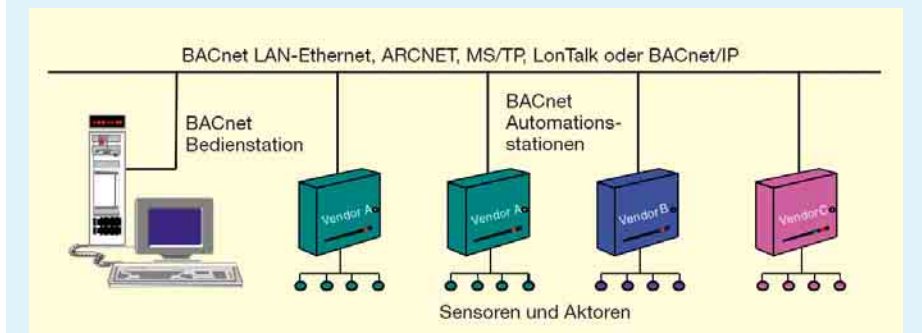 BACnet LAN-Ethernet, ARCNET, MS/TP, LonTalk oder BACnet/IP
BACnet
Bedienstation
BACnet
Automations-
stationen
Vendor A
Vendor A
Vendor B
Vendor C
Sensoren und Aktoren